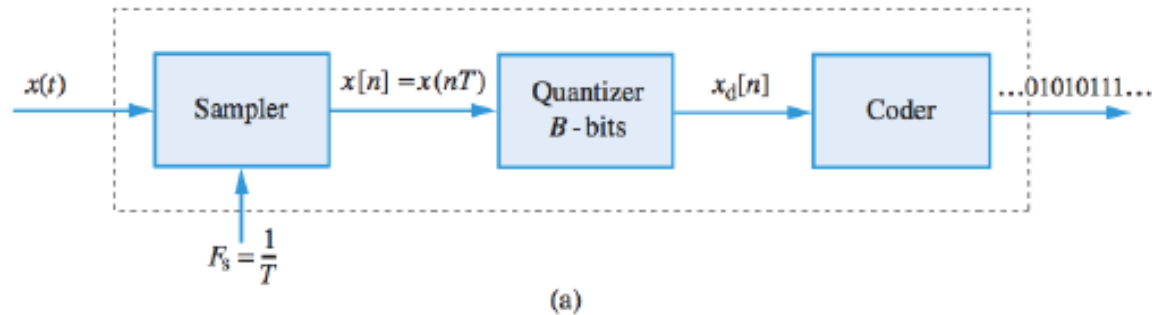 x(t)
Sampler
x[n] =x(nT)
Quantizer
B - bits
x_d[n]
Coder
...01010111...
F_s = 1/T
(a)